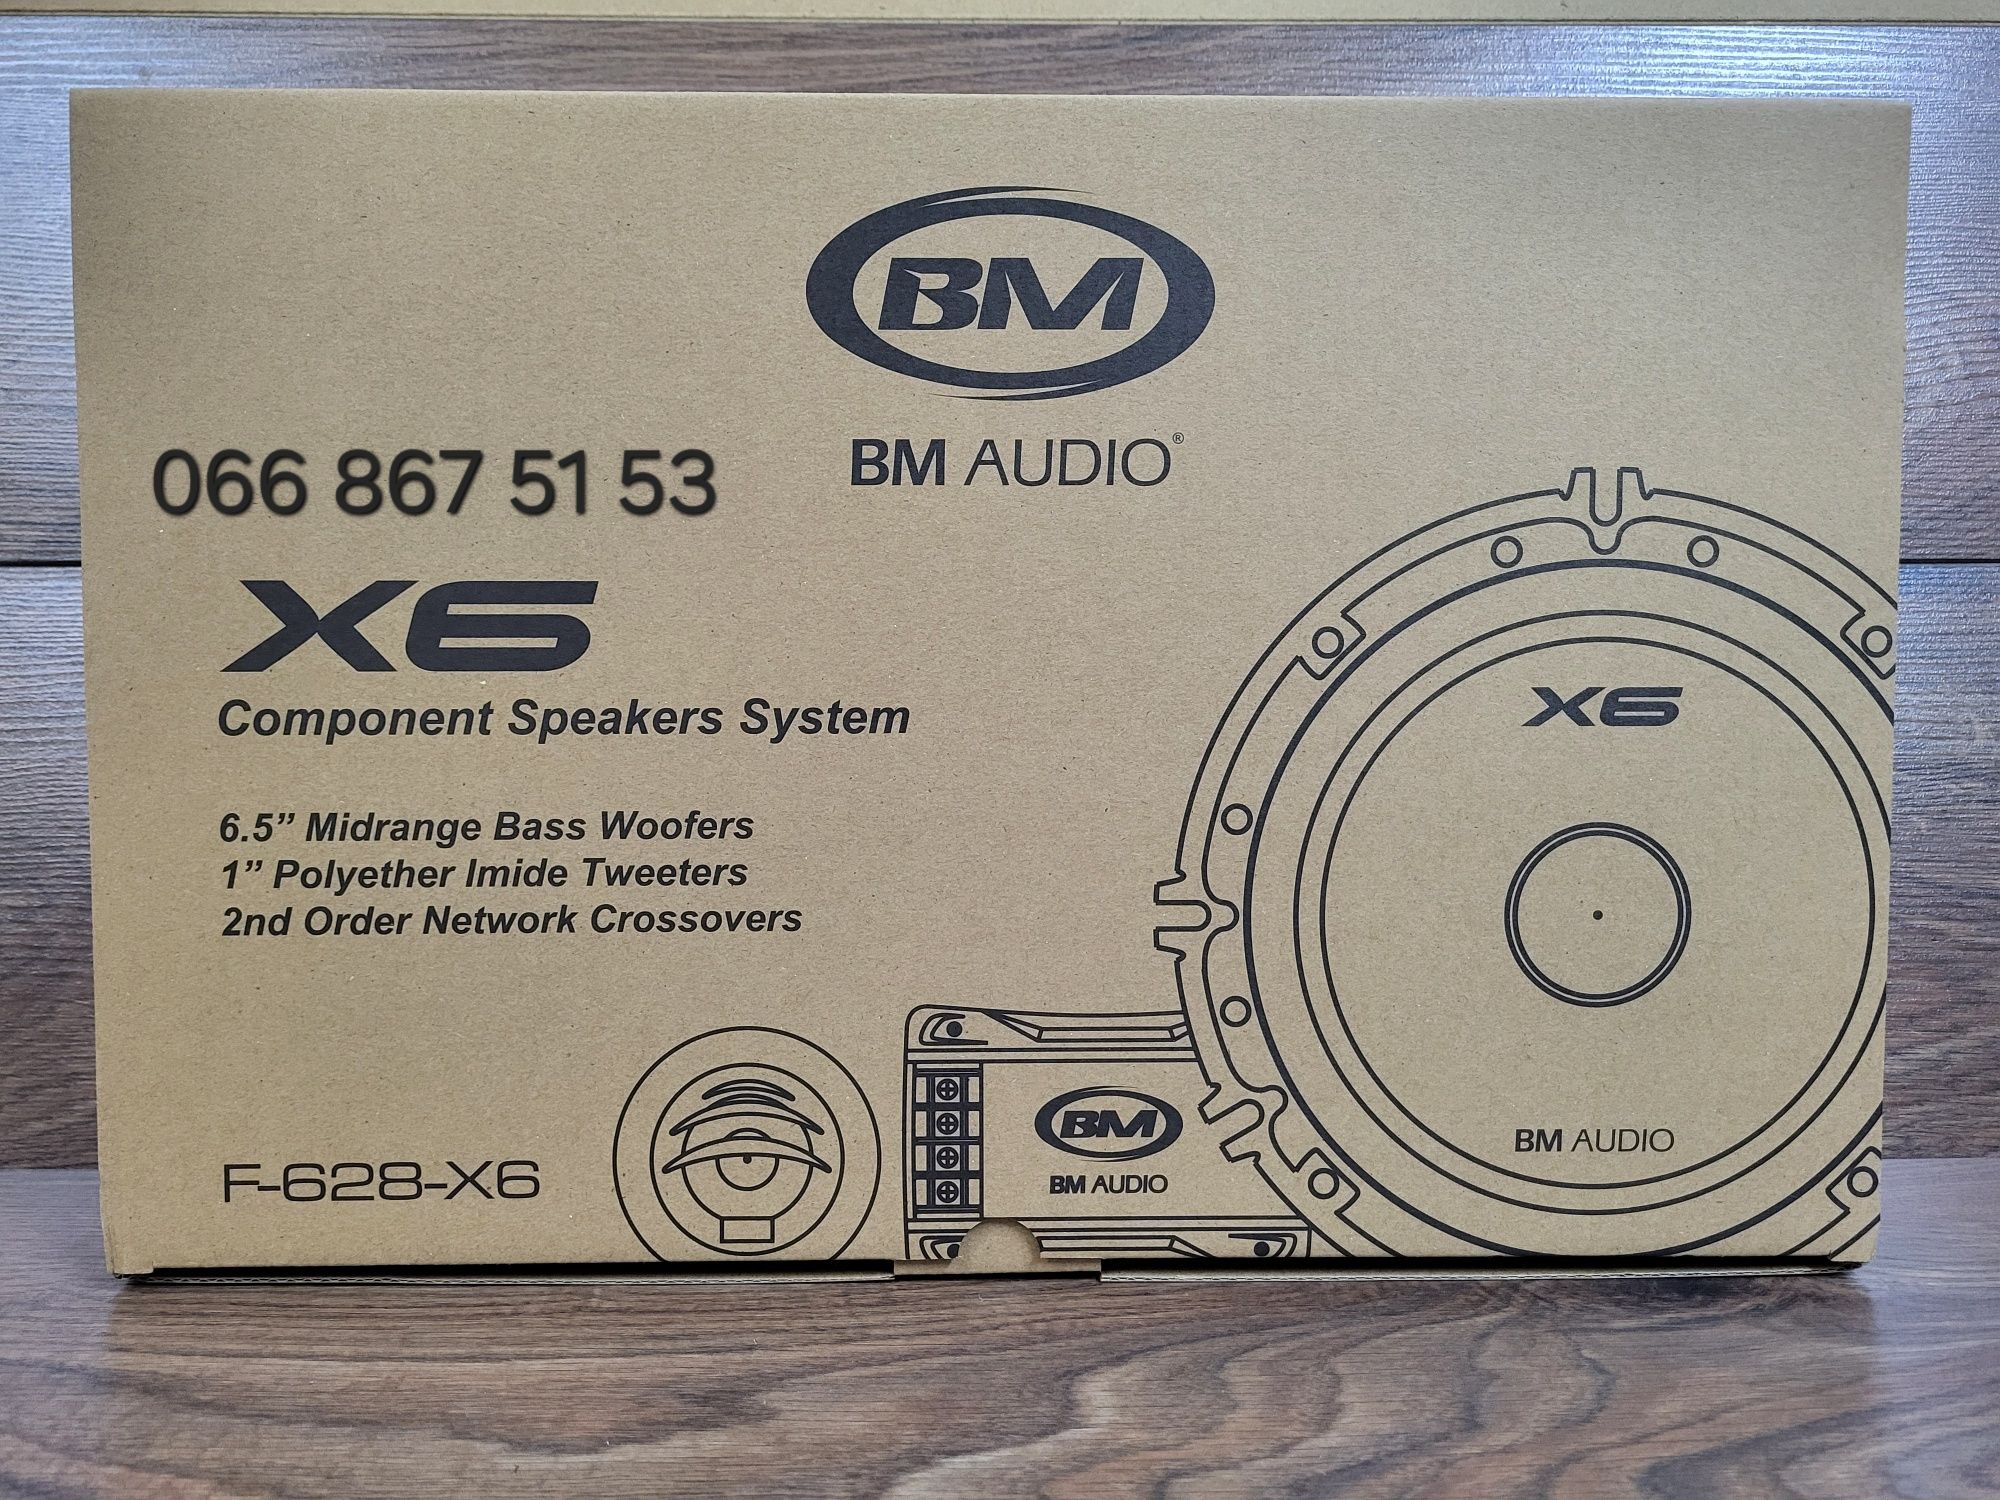 BM
BM AUDIO®
066 867 51 53
X6
Component Speakers System
6.5” Midrange Bass Woofers
1” Polyether Imide Tweeters
2nd Order Network Crossovers
F-628-X6
BM
BM AUDIO
X6
BM AUDIO